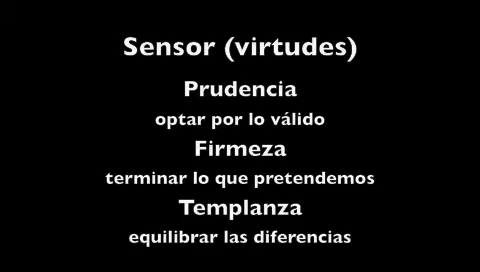 Sensor (virtudes)
Prudencia
optar por lo válido
Firmeza
terminar lo que pretendemos
Templanza
equilibrar las diferencias